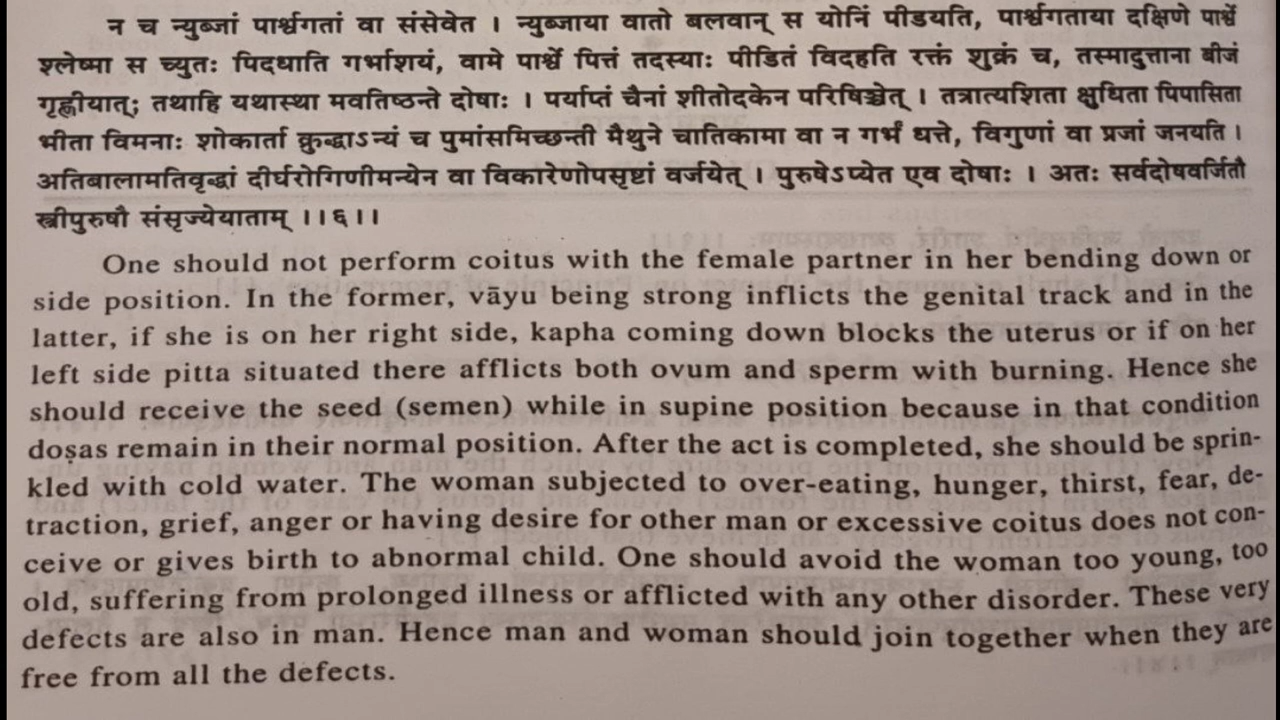 न च न्युब्जां पार्श्वगतां वा संसेवेत । न्युब्जाया वातो बलवान् स योनिं पीडयति, पार्श्वगताया दक्षिणे पार्श्वे
श्लेष्मा स च्युतः पिदधाति गर्भाशयं, वामे पार्श्वे पित्तं तदस्याः पीडितं विदहति रक्तं शुक्रं च, तस्मादुत्ताना बीजं
गृह्णीयात्; तथाहि यथास्था मवतिष्ठन्ते दोषाः । पर्याप्तं चैनां शीतोदकेन परिषिञ्चेत् । तत्रात्यशिता क्षुधिता पिपासिता
भीता विमनाः शोकार्ता क्रुद्धाऽन्यं च पुमांसमिच्छन्ती मैथुने चातिकामा वा न गर्भं धत्ते, विगुणां वा प्रजां जनयति ।
अतिबालामतिवृद्धां दीर्घरोगिणीमन्येन वा विकारेणोपसृष्टां वर्जयेत् । पुरुषेऽप्येत एव दोषाः । अतः सर्वदोषवर्जितौ
स्त्रीपुरुषौ संसृज्येयाताम् ।।६।।
One should not perform coitus with the female partner in her bending down or
side position. In the former, vāyu being strong inflicts the genital track and in the
latter, if she is on her right side, kapha coming down blocks the uterus or if on her
left side pitta situated there afflicts both ovum and sperm with burning. Hence she
should receive the seed (semen) while in supine position because in that condition
doṣas remain in their normal position. After the act is completed, she should be sprin-
kled with cold water. The woman subjected to over-eating, hunger, thirst, fear, de-
traction, grief, anger or having desire for other man or excessive coitus does not con-
ceive or gives birth to abnormal child. One should avoid the woman too young, too
old, suffering from prolonged illness or afflicted with any other disorder. These very
defects are also in man. Hence man and woman should join together when they are
free from all the defects.